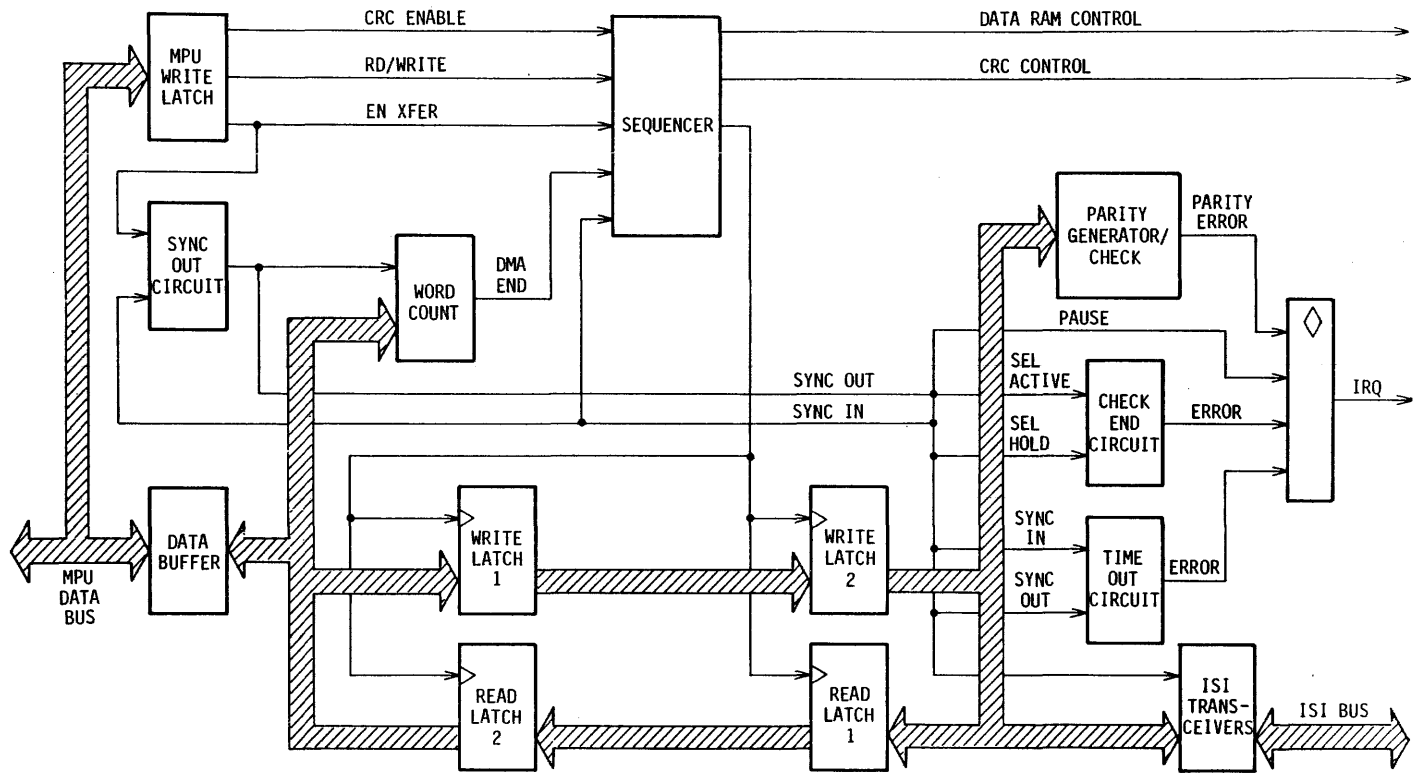 CRC ENABLE
DATA RAM CONTROL
MPU
WRITE
LATCH
RD/WRITE
CRC CONTROL
EN XFER
SEQUENCER
SYNC
OUT
CIRCUIT
WORD
COUNT
DMA
END
PARITY
GENERATOR/
CHECK
PARITY
ERROR
PAUSE
SYNC OUT
SYNC IN
SEL
ACTIVE
SEL
HOLD
CHECK
END
CIRCUIT
ERROR
IRQ
DATA
BUFFER
MPU
DATA
BUS
WRITE
LATCH
1
WRITE
LATCH
2
SYNC
IN
SYNC
OUT
TIME
OUT
CIRCUIT
ERROR
READ
LATCH
2
READ
LATCH
1
ISI
TRANS-
CEIVERS
ISI BUS